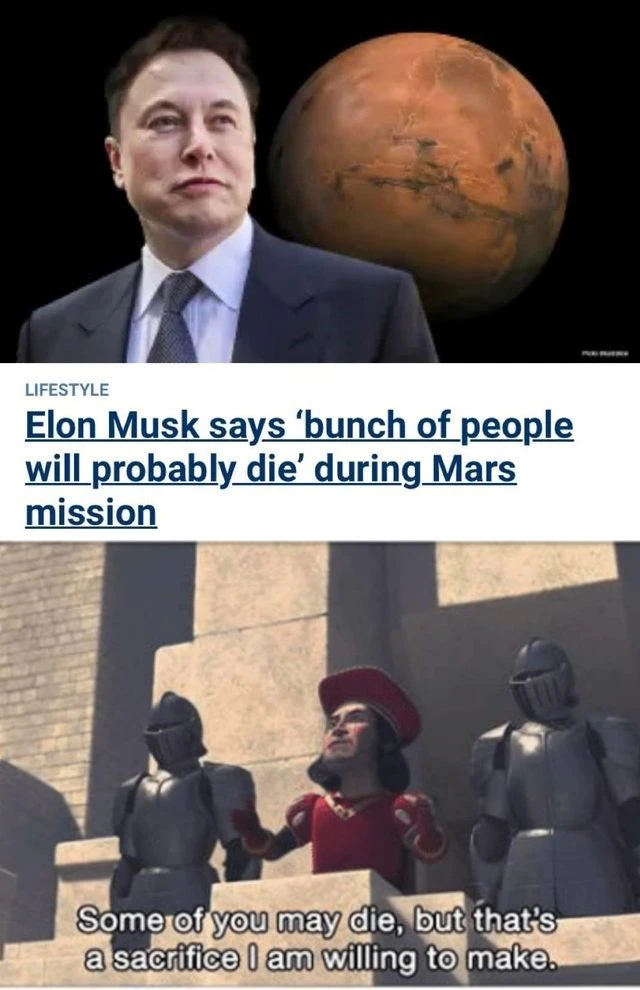 LIFESTYLE
Elon Musk says ‘bunch of people
will probably die’ during Mars
mission
Some of you may die, but that's
a sacrifice I am willing to make.